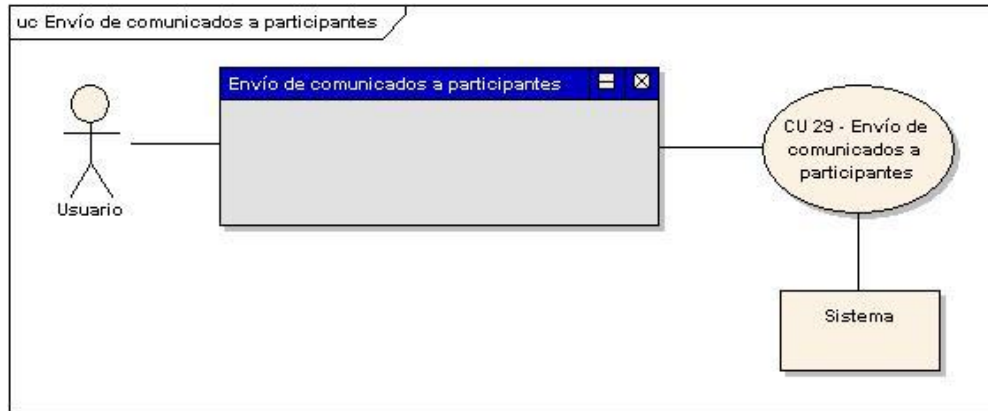 uc Envío de comunicados a participantes
Envío de comunicados a participantes
Usuario
CU 29 - Envío de
comunicados a
participantes
Sistema